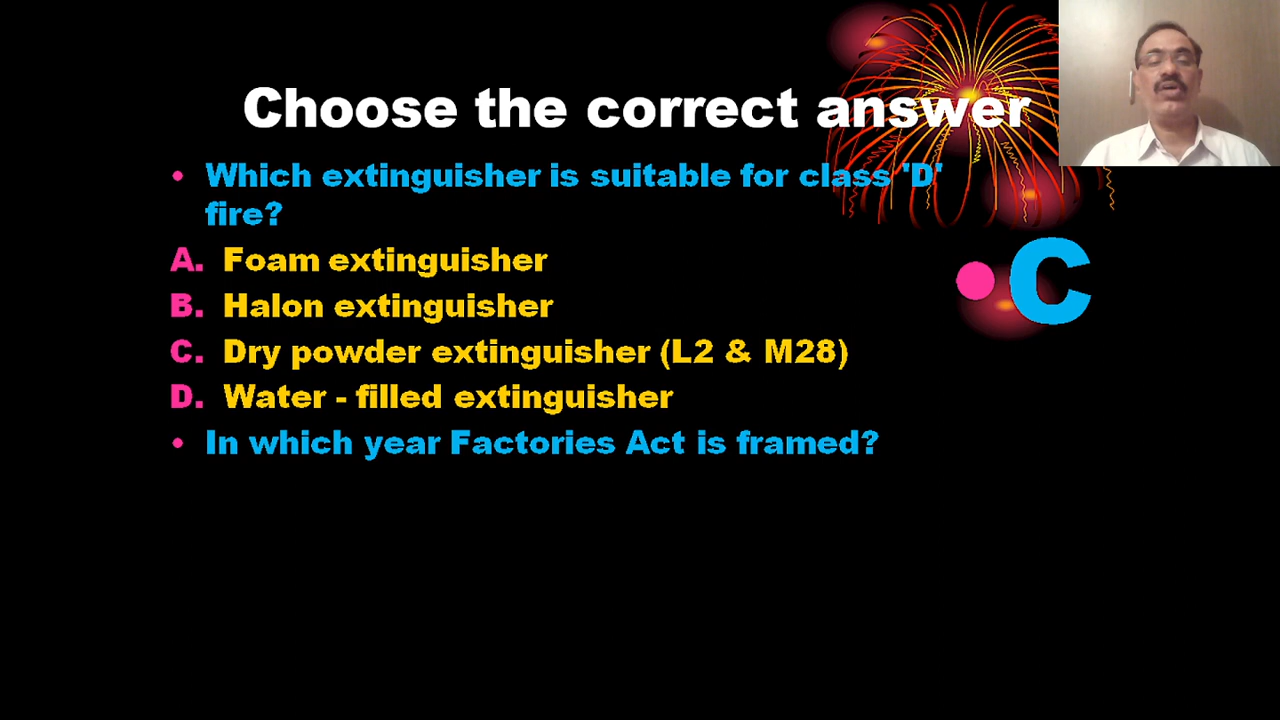 Choose the correct answer
• Which extinguisher is suitable for class 'D'
fire?
A. Foam extinguisher
B. Halon extinguisher
C. Dry powder extinguisher (L2 & M28)
D. Water - filled extinguisher
• In which year Factories Act is framed?
• C